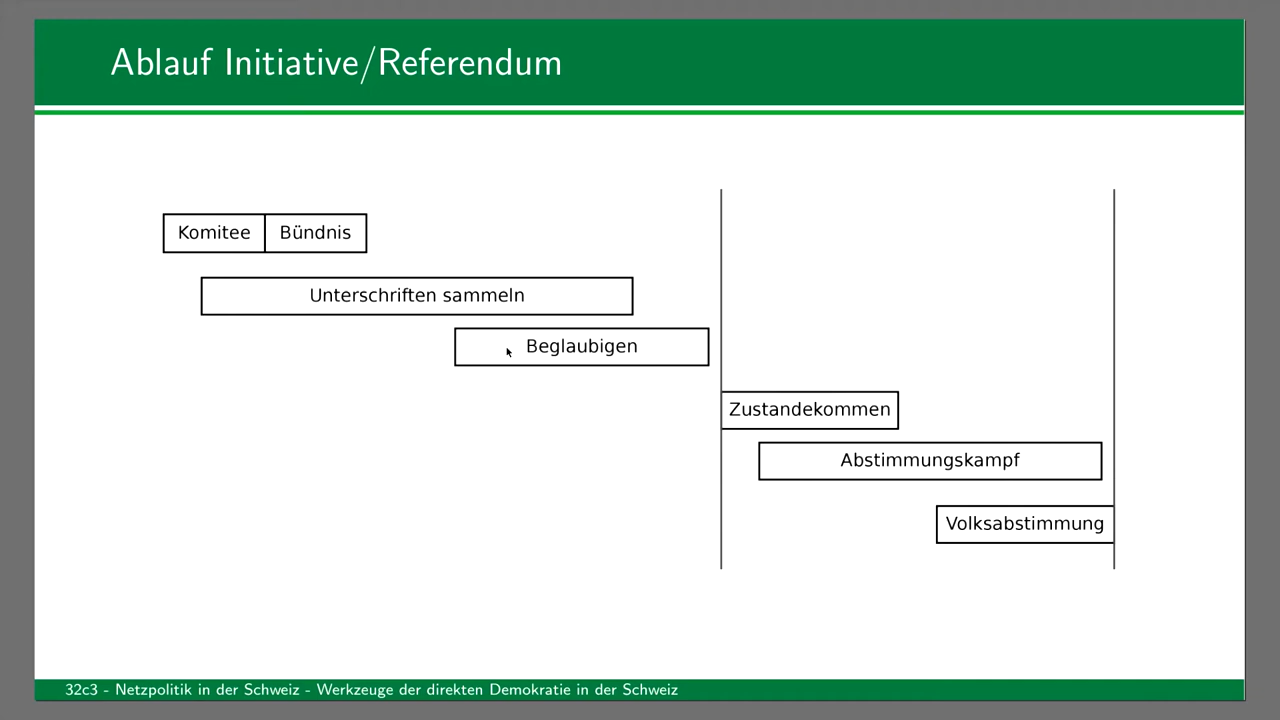 Ablauf Initiative/Referendum
Komitee
Bündnis
Unterschriften sammeln
Beglaubigen
Zustandekommen
Abstimmungskampf
Volksabstimmung
32c3 - Netzpolitik in der Schweiz - Werkzeuge der direkten Demokratie in der Schweiz